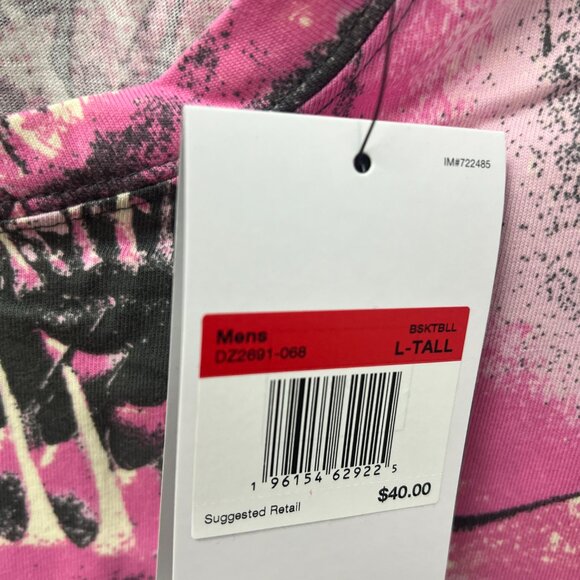 IM#722485
Mens BSKTBLL
DZ2691-068 L-TALL
1 96154 62922 5
Suggested Retail $40.00